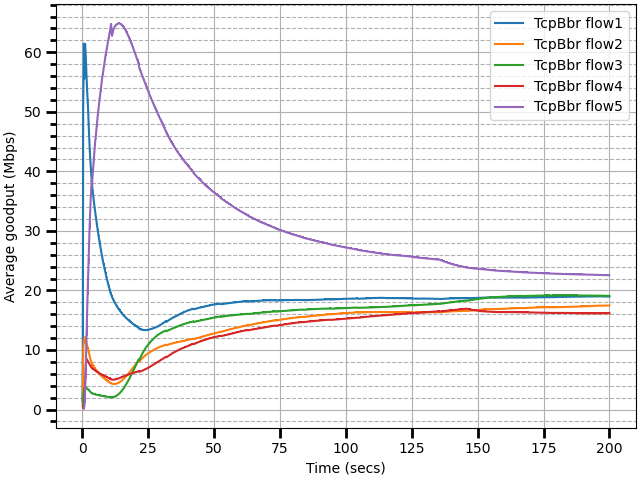 TcpBbr flow1
TcpBbr flow2
TcpBbr flow3
TcpBbr flow4
TcpBbr flow5
Average goodput (Mbps)
60
50
40
30
20
10
0
0 25 50 75 100 125 150 175 200
Time (secs)